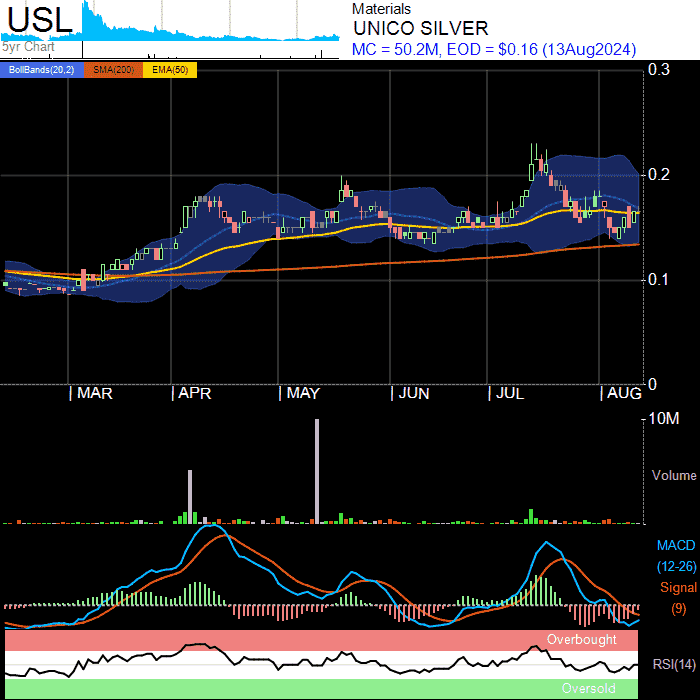 USL
5yr Chart
Materials
UNICO SILVER
MC = 50.2M, EOD = $0.16 (13Aug2024)
BollBands(20,2) SMA(200) EMA(50)
0.3
0.2
0.1
0
MAR APR MAY JUN JUL AUG
10M
Volume
MACD
(12-26)
Signal
(9)
Overbought
RSI(14)
Oversold